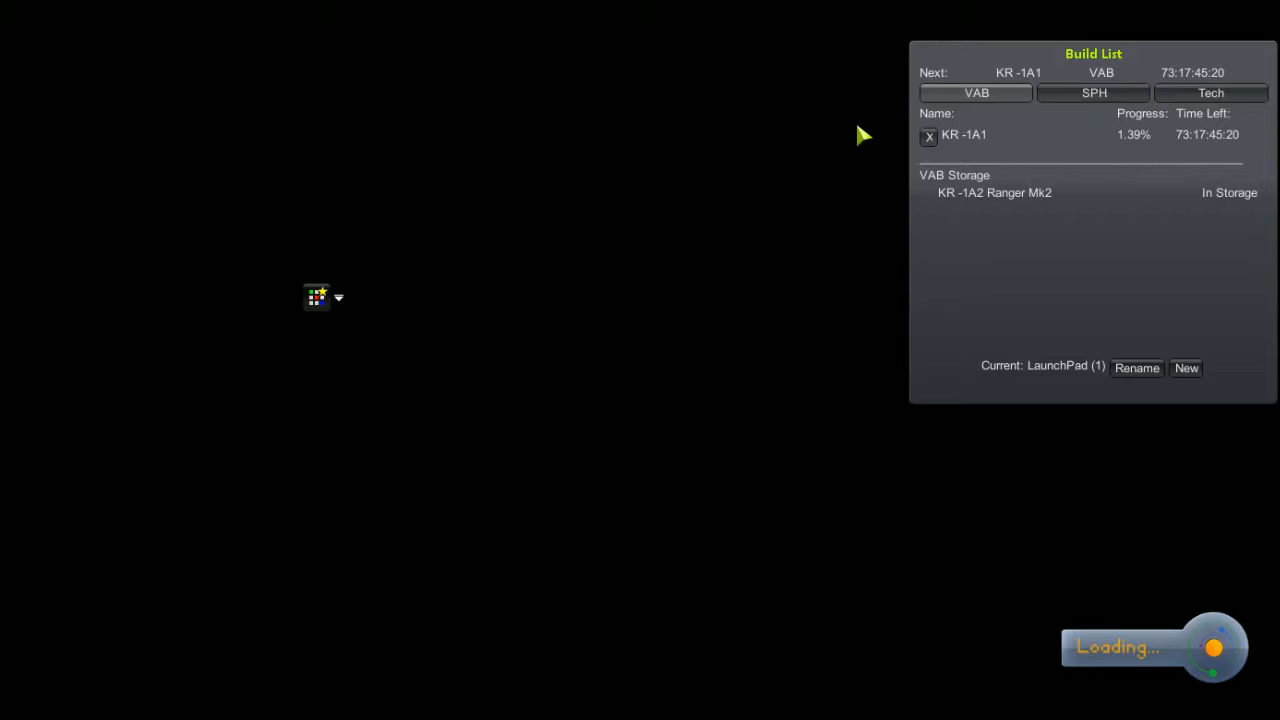 Build List
Next: KR -1A1 VAB 73:17:45:20
VAB SPH Tech
Name: Progress: Time Left:
X KR -1A1 1.39% 73:17:45:20
VAB Storage
KR -1A2 Ranger Mk2 In Storage
Current: LaunchPad (1) Rename New
Loading...